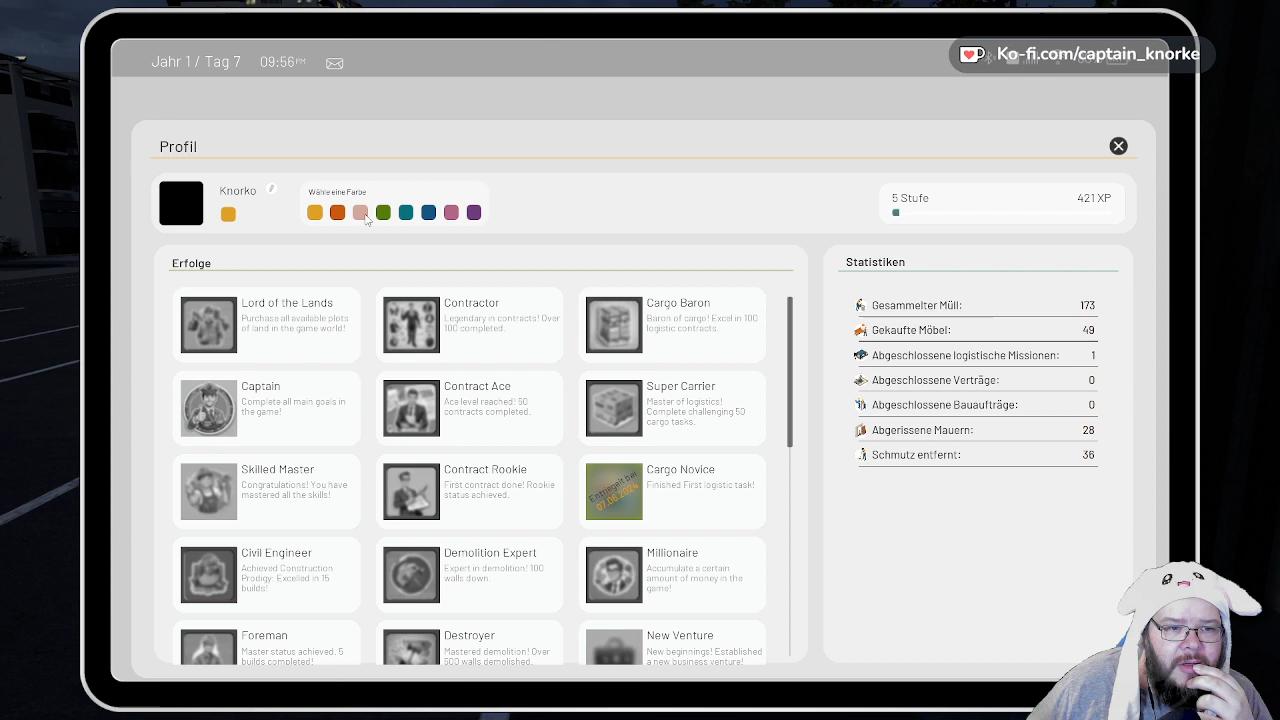 Jahr 1 / Tag 7 09:56PM
Ko-fi.com/captain_knorke
Profil
Knorko
Wähle eine Farbe
5 Stufe 421 XP
Erfolge
Lord of the Lands
Purchase all available plots
of land in the game world!
Contractor
Legendary in contracts! Over
100 completed.
Cargo Baron
Baron of cargo! Excel in 100
logistic contracts.
Captain
Complete all main goals in
the game!
Contract Ace
Ace level reached! 50
contracts completed.
Super Carrier
Master of logistics!
Complete challenging 50
cargo tasks.
Skilled Master
Congratulations! You have
mastered all the skills!
Contract Rookie
First contract done! Rookie
status achieved.
Entriegelt bei
07.06.2024
Cargo Novice
Finished First logistic task!
Civil Engineer
Achieved Construction
Prodigy: Excelled in 15
builds!
Demolition Expert
Expert in demolition! 100
walls down.
Millionaire
Accumulate a certain
amount of money in the
game!
Foreman
Master status achieved. 5
builds completed!
Destroyer
Mastered demolition! Over
500 walls demolished.
New Venture
New beginnings! Established
a new business venture!
Statistiken
Gesammelter Müll: 173
Gekaufte Möbel: 49
Abgeschlossene logistische Missionen: 1
Abgeschlossene Verträge: 0
Abgeschlossene Bauaufträge: 0
Abgerissene Mauern: 28
Schmutz entfernt: 36